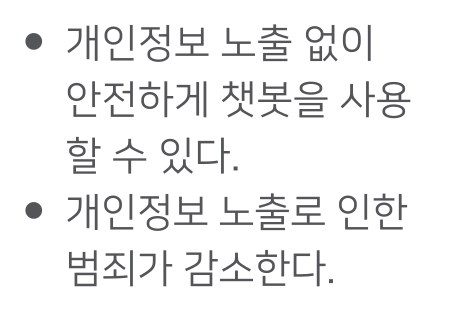 • 개인정보 노출 없이
안전하게 챗봇을 사용
할 수 있다.
• 개인정보 노출로 인한
범죄가 감소한다.